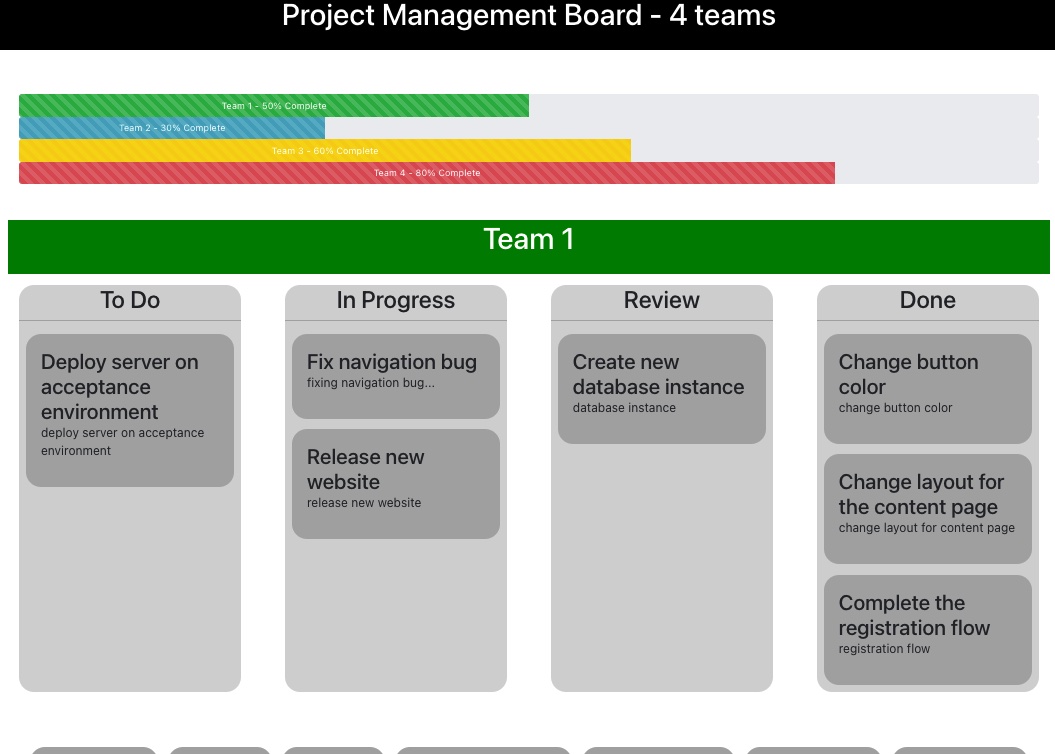 Project Management Board - 4 teams
Team 1 - 50% Complete
Team 2 - 30% Complete
Team 3 - 60% Complete
Team 4 - 80% Complete
Team 1
To Do
Deploy server on
acceptance
environment
deploy server on acceptance
environment
In Progress
Fix navigation bug
fixing navigation bug...
Release new
website
release new website
Review
Create new
database instance
database instance
Done
Change button
color
change button color
Change layout for
the content page
change layout for content page
Complete the
registration flow
registration flow